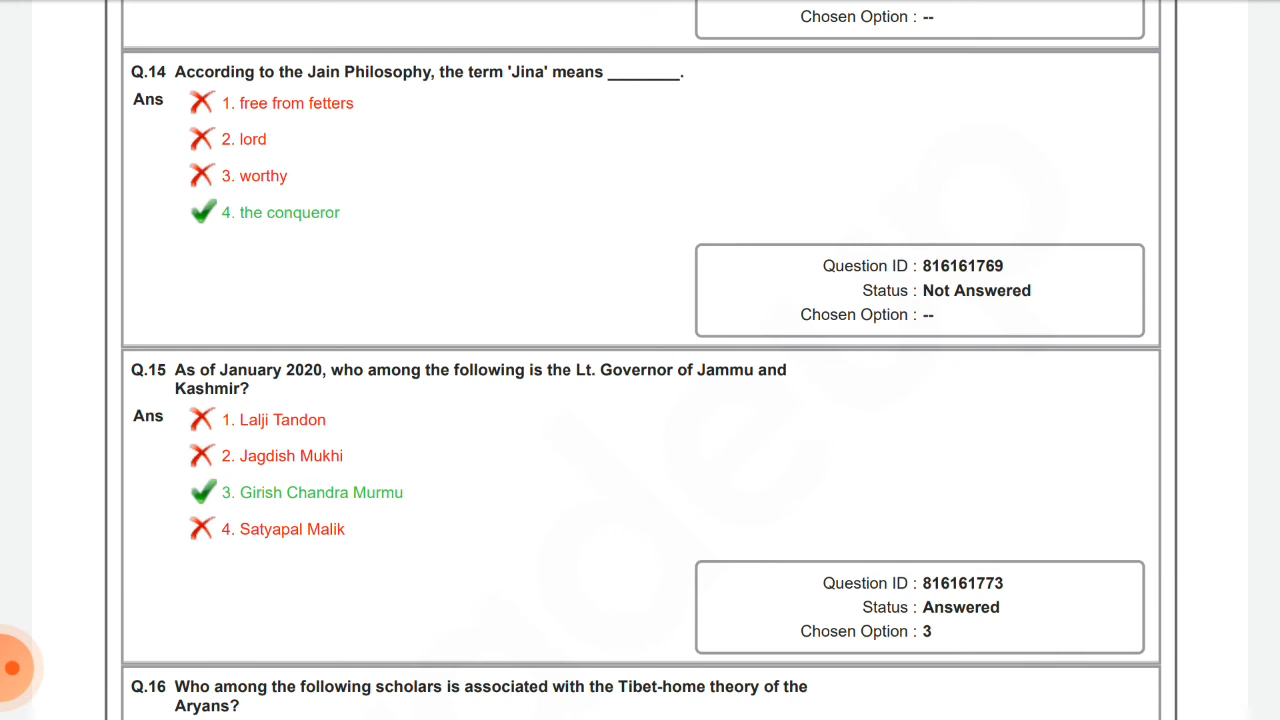 Chosen Option : --
Q.14 According to the Jain Philosophy, the term 'Jina' means ________.
Ans 1. free from fetters
2. lord
3. worthy
4. the conqueror
Question ID : 816161769
Status : Not Answered
Chosen Option : --
Q.15 As of January 2020, who among the following is the Lt. Governor of Jammu and
Kashmir?
Ans 1. Lalji Tandon
2. Jagdish Mukhi
3. Girish Chandra Murmu
4. Satyapal Malik
Question ID : 816161773
Status : Answered
Chosen Option : 3
Q.16 Who among the following scholars is associated with the Tibet-home theory of the
Aryans?